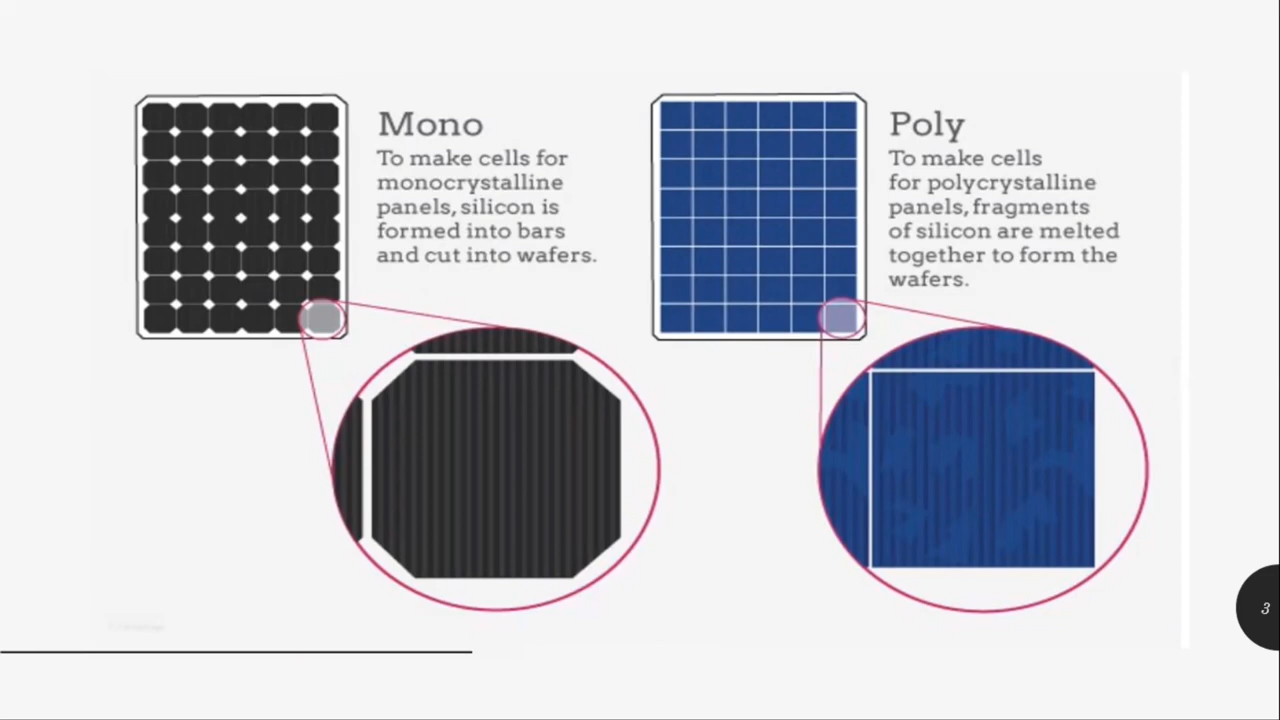 Mono
To make cells for
monocrystalline
panels, silicon is
formed into bars
and cut into wafers.
Poly
To make cells
for polycrystalline
panels, fragments
of silicon are melted
together to form the
wafers.
3